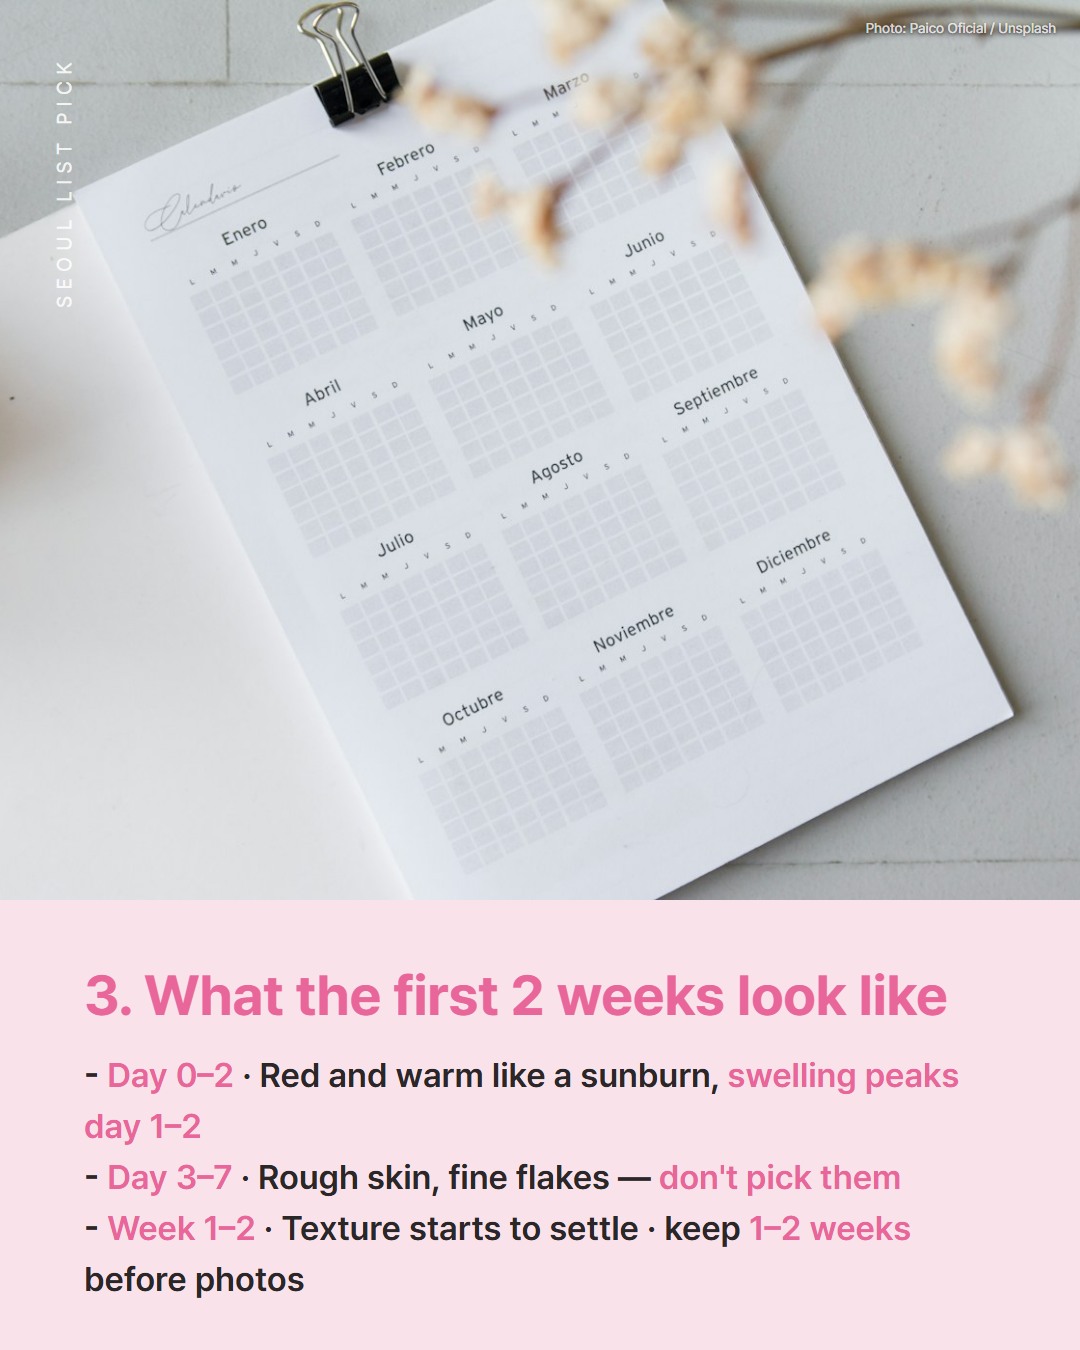 Photo: Paico Oficial / Unsplash
SEOUL LIST PICK
Calendario
Enero
L M M J V S D
Febrero
L M M J V S D
Marzo
L M M D
Abril
L M M J V S D
Mayo
L M M J V S D
Junio
L M M J V S D
Julio
L M M J V S D
Agosto
L M M J V S D
Septiembre
L M M J V S D
Octubre
L M M J V S D
Noviembre
L M M J V S D
Diciembre
L M M J V S D
3. What the first 2 weeks look like
- Day 0–2 · Red and warm like a sunburn, swelling peaks
day 1–2
- Day 3–7 · Rough skin, fine flakes — don't pick them
- Week 1–2 · Texture starts to settle · keep 1–2 weeks
before photos